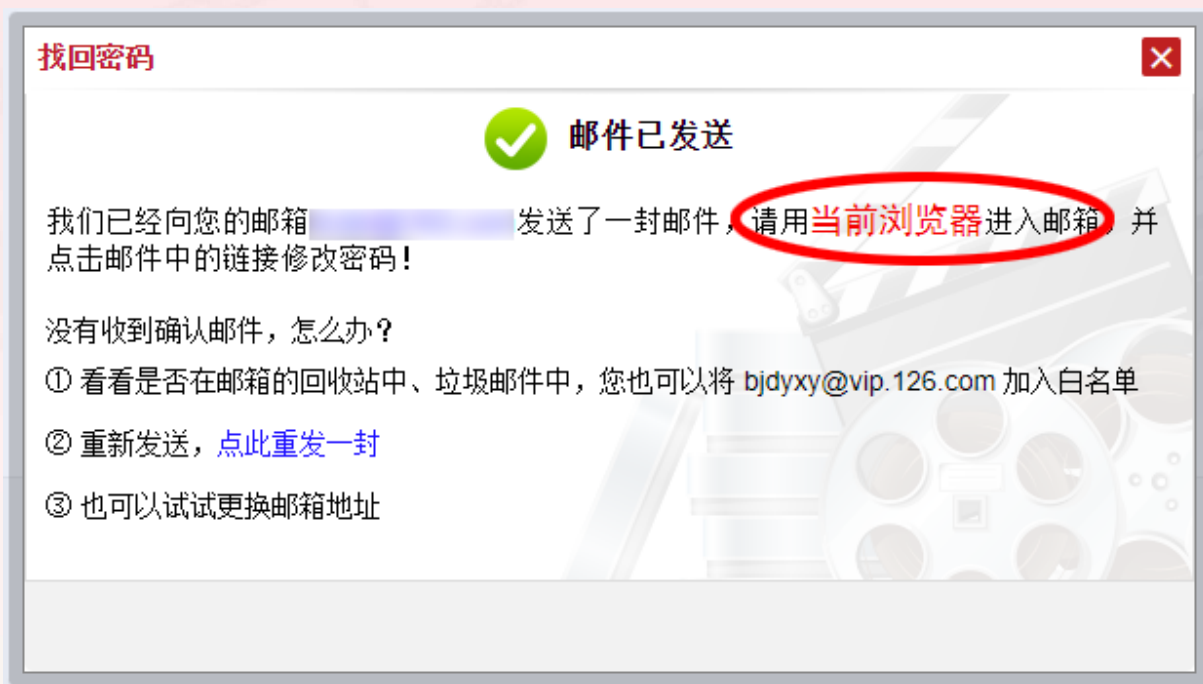 找回密码
邮件已发送
我们已经向您的邮箱发送了一封邮件，请用当前浏览器进入邮箱，并
点击邮件中的链接修改密码！
没有收到确认邮件，怎么办？
① 看看是否在邮箱的回收站中、垃圾邮件中，您也可以将 bjdyxy@vip.126.com 加入白名单
② 重新发送，点此重发一封
③ 也可以试试更换邮箱地址